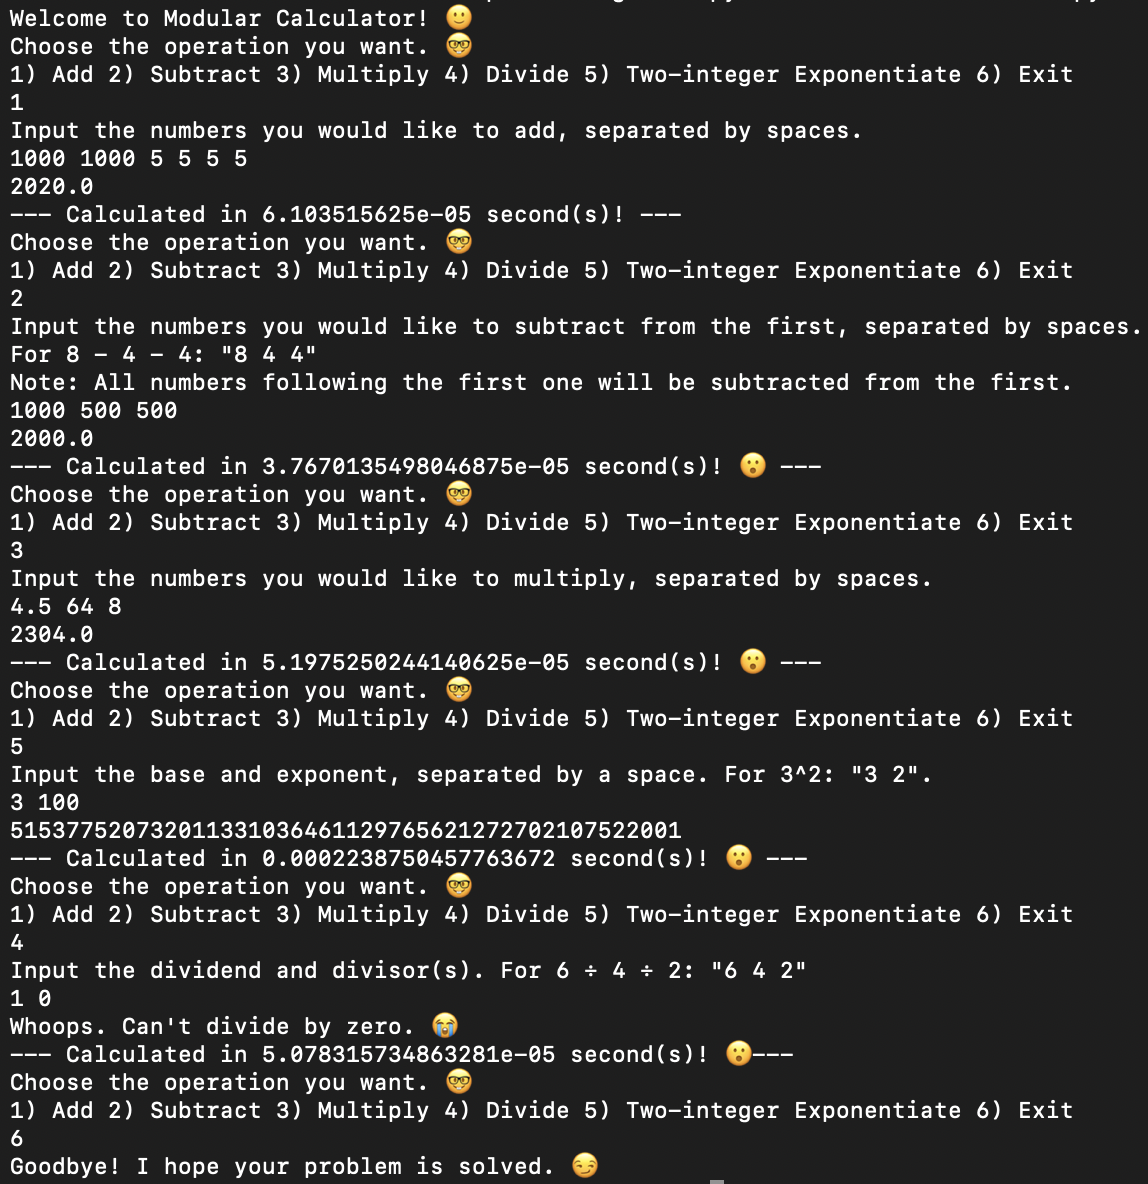 Welcome to Modular Calculator! 🙂
Choose the operation you want. 🤓
1) Add 2) Subtract 3) Multiply 4) Divide 5) Two-integer Exponentiate 6) Exit
1
Input the numbers you would like to add, separated by spaces.
1000 1000 5 5 5 5
2020.0
--- Calculated in 6.103515625e-05 second(s)! ---
Choose the operation you want. 🤓
1) Add 2) Subtract 3) Multiply 4) Divide 5) Two-integer Exponentiate 6) Exit
2
Input the numbers you would like to subtract from the first, separated by spaces.
For 8 - 4 - 4: "8 4 4"
Note: All numbers following the first one will be subtracted from the first.
1000 500 500
2000.0
--- Calculated in 3.7670135498046875e-05 second(s)! 😮 ---
Choose the operation you want. 🤓
1) Add 2) Subtract 3) Multiply 4) Divide 5) Two-integer Exponentiate 6) Exit
3
Input the numbers you would like to multiply, separated by spaces.
4.5 64 8
2304.0
--- Calculated in 5.1975250244140625e-05 second(s)! 😮 ---
Choose the operation you want. 🤓
1) Add 2) Subtract 3) Multiply 4) Divide 5) Two-integer Exponentiate 6) Exit
5
Input the base and exponent, separated by a space. For 3^2: "3 2".
3 100
515377520732011331036461129765621272702107522001
--- Calculated in 0.0002238750457763672 second(s)! 😮 ---
Choose the operation you want. 🤓
1) Add 2) Subtract 3) Multiply 4) Divide 5) Two-integer Exponentiate 6) Exit
4
Input the dividend and divisor(s). For 6 ÷ 4 ÷ 2: "6 4 2"
1 0
Whoops. Can't divide by zero. 😭
--- Calculated in 5.078315734863281e-05 second(s)! 😮---
Choose the operation you want. 🤓
1) Add 2) Subtract 3) Multiply 4) Divide 5) Two-integer Exponentiate 6) Exit
6
Goodbye! I hope your problem is solved. 😏